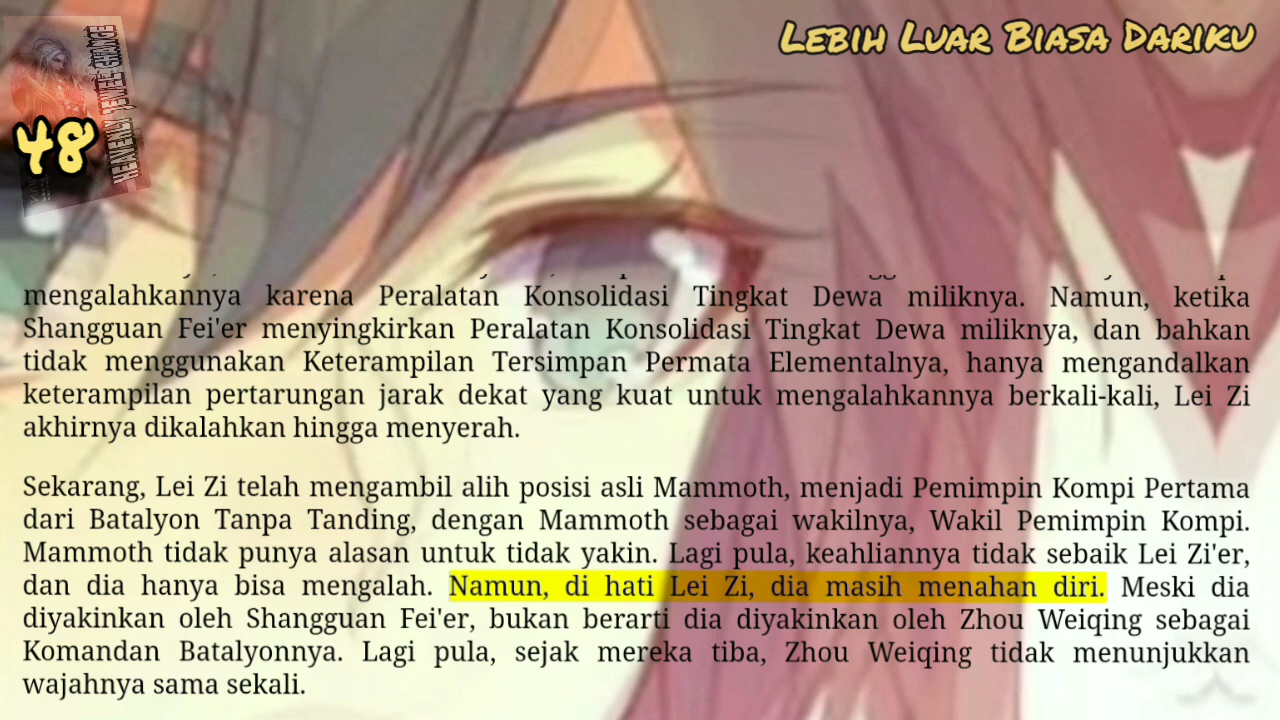 Lebih Luar Biasa Dariku
HEAVENLY JEWEL CHANGE
48
mengalahkannya karena Peralatan Konsolidasi Tingkat Dewa miliknya. Namun, ketika
Shangguan Fei'er menyingkirkan Peralatan Konsolidasi Tingkat Dewa miliknya, dan bahkan
tidak menggunakan Keterampilan Tersimpan Permata Elementalnya, hanya mengandalkan
keterampilan pertarungan jarak dekat yang kuat untuk mengalahkannya berkali-kali, Lei Zi
akhirnya dikalahkan hingga menyerah.
Sekarang, Lei Zi telah mengambil alih posisi asli Mammoth, menjadi Pemimpin Kompi Pertama
dari Batalyon Tanpa Tanding, dengan Mammoth sebagai wakilnya, Wakil Pemimpin Kompi.
Mammoth tidak punya alasan untuk tidak yakin. Lagi pula, keahliannya tidak sebaik Lei Zi'er,
dan dia hanya bisa mengalah. Namun, di hati Lei Zi, dia masih menahan diri. Meski dia
diyakinkan oleh Shangguan Fei'er, bukan berarti dia diyakinkan oleh Zhou Weiqing sebagai
Komandan Batalyonnya. Lagi pula, sejak mereka tiba, Zhou Weiqing tidak menunjukkan
wajahnya sama sekali.